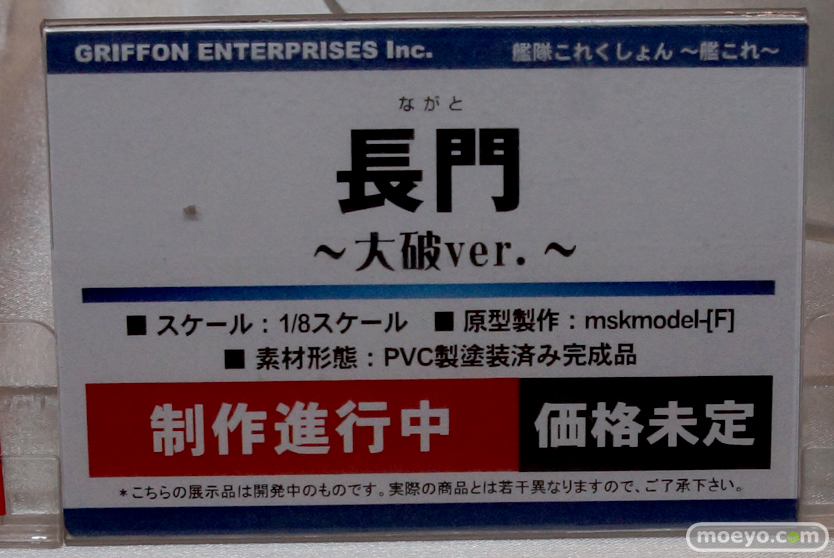 GRIFFON ENTERPRISES Inc. 艦隊これくしょん ～艦これ～
ながと
長門
～大破ver.～
■ スケール：1/8スケール ■ 原型製作：mskmodel-[F]
■ 素材形態：PVC製塗装済み完成品
制作進行中 価格未定
＊こちらの展示品は開発中のものです。実際の商品とは若干異なりますので、ご了承下さい。
moeyo.com